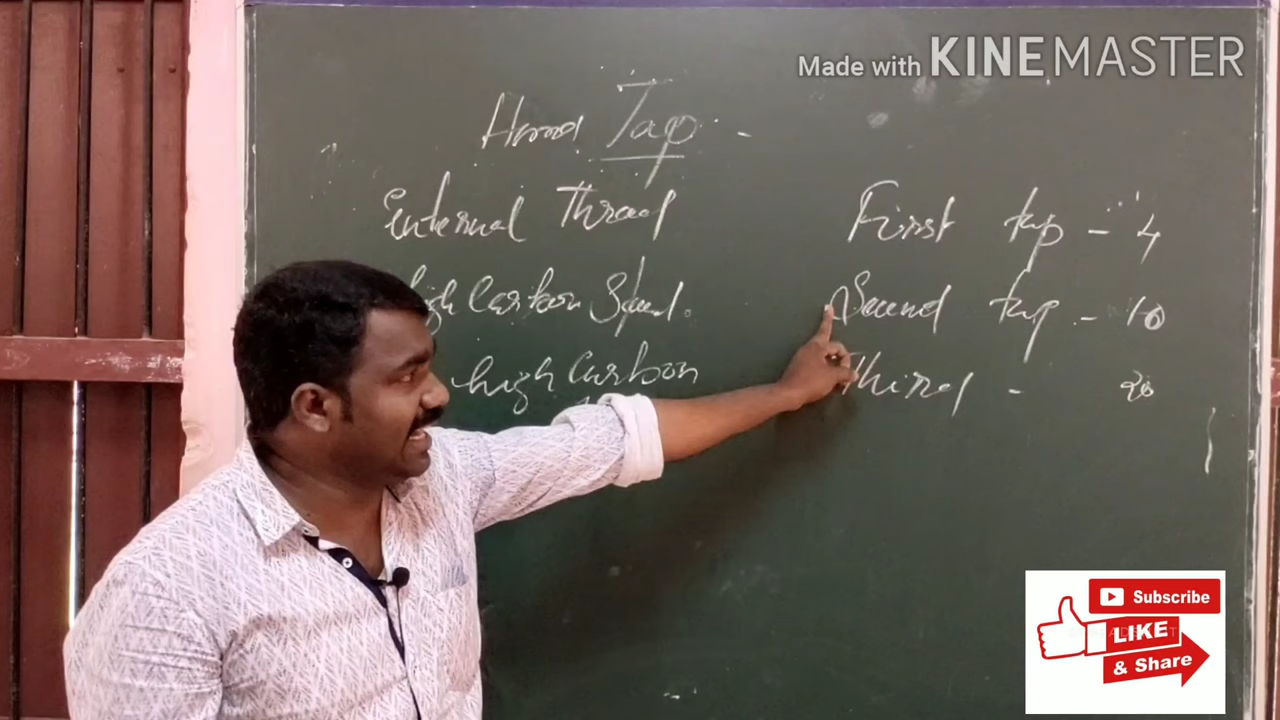 Made with KINEMASTER
Hand Tap -
Internal Thread
high Carbon Steel.
high Carbon
First tap - 4
Second tap - 10
Third - 20
Subscribe
LIKE
& Share